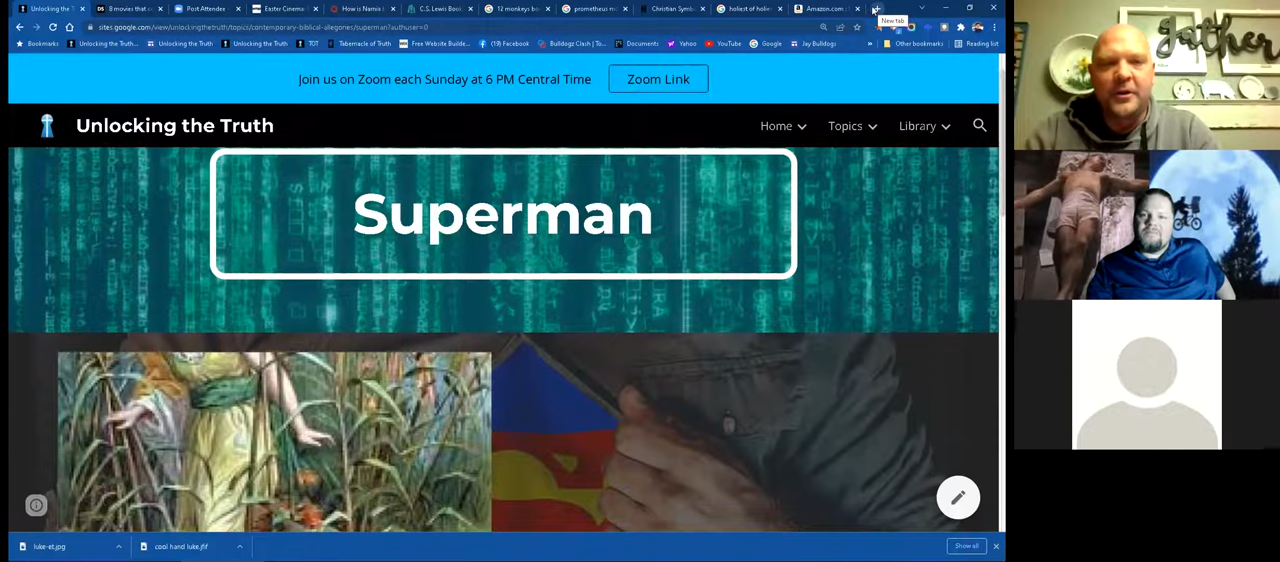 Unlocking the T
B movies that c
Post Attendee
Easter Cinema
How is Narnia
C.S. Lewis Boo
12 monkeys bo
prometheus m
Christian Symb
holiest of holie
Amazon.com :
New tab
sites.google.com/view/unlockingthetruth/topics/contemporary-biblical-allegories/superman?authuser=0
Bookmarks
Unlocking the Truth...
Unlocking the Truth
Unlocking the Truth
TOT
Tabernacle of Truth
Free Website Builde...
(19) Facebook
Bulldogz Clash | To...
Document Detail
Yahoo
YouTube
Google
Jay Bulldogs
Other bookmarks
Reading list
Join us on Zoom each Sunday at 6 PM Central Time
Zoom Link
Unlocking the Truth
Home
Topics
Library
Superman
luke-et.jpg
cool hand luke.jfif
Show all
gather